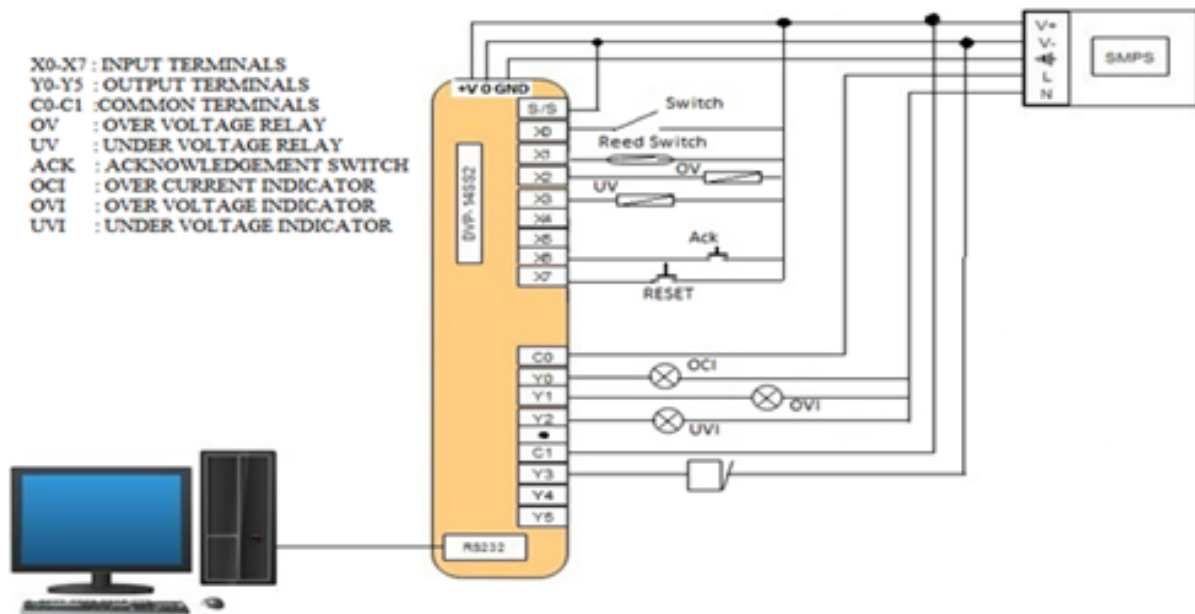 X0-X7 : INPUT TERMINALS
Y0-Y5 : OUTPUT TERMINALS
C0-C1 :COMMON TERMINALS
OV : OVER VOLTAGE RELAY
UV : UNDER VOLTAGE RELAY
ACK : ACKNOWLEDGEMENT SWITCH
OCI : OVER CURRENT INDICATOR
OVI : OVER VOLTAGE INDICATOR
UVI : UNDER VOLTAGE INDICATOR
+V 0 GND
DVP-14SS2
S/S
X0
X1
X2
X3
X4
X5
X6
X7
Switch
Reed Switch
OV
UV
Ack
RESET
V+
V-
L
N
SMPS
C0
Y0
Y1
Y2
C1
Y3
Y4
Y5
OCI
OVI
UVI
RS232